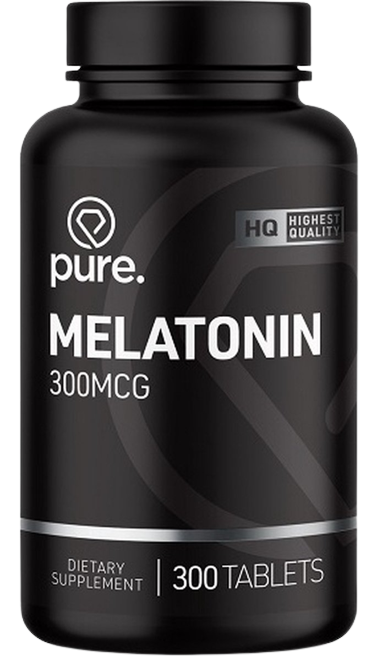 HQ HIGHEST
QUALITY
pure.
MELATONIN
300MCG
DIETARY
SUPPLEMENT
300 TABLETS